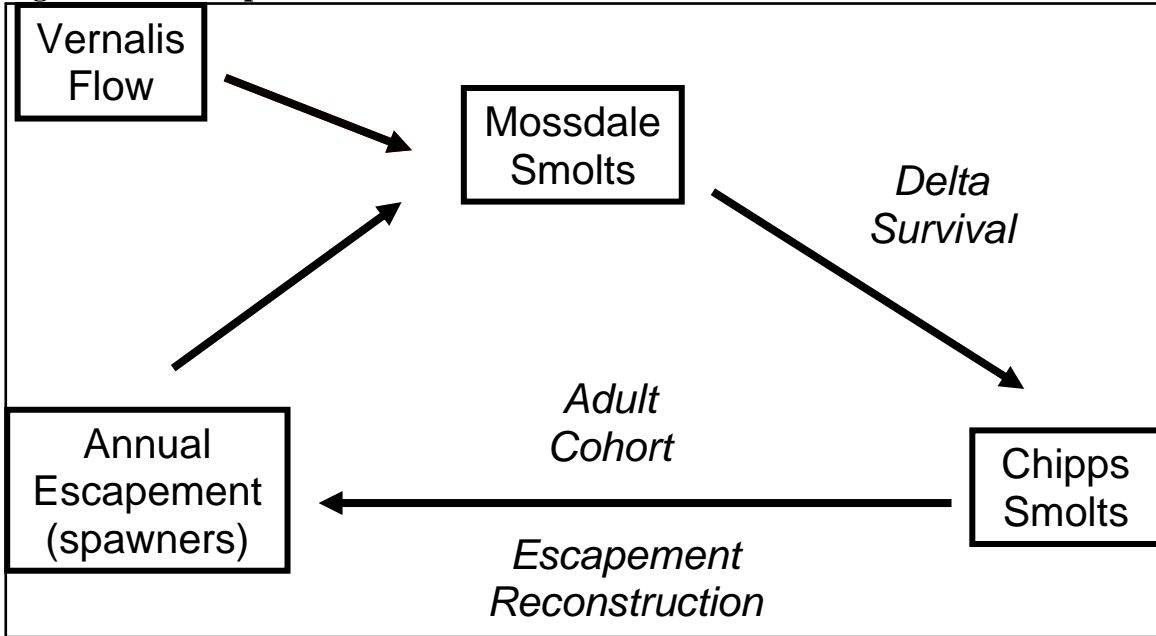 Vernalis
Flow
Mossdale
Smolts
Delta
Survival
Adult
Cohort
Annual
Escapement
(spawners)
Chipps
Smolts
Escapement
Reconstruction